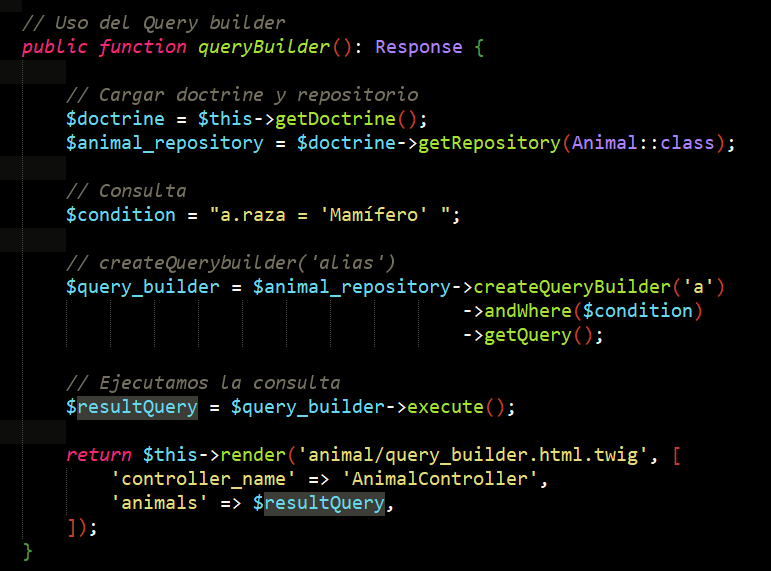 // Uso del Query builder
public function queryBuilder(): Response {
// Cargar doctrine y repositorio
$doctrine = $this->getDoctrine();
$animal_repository = $doctrine->getRepository(Animal::class);
// Consulta
$condition = "a.raza = 'Mamífero' ";
// createQuerybuilder('alias')
$query_builder = $animal_repository->createQueryBuilder('a')
->andWhere($condition)
->getQuery();
// Ejecutamos la consulta
$resultQuery = $query_builder->execute();
return $this->render('animal/query_builder.html.twig', [
'controller_name' => 'AnimalController',
'animals' => $resultQuery,
]);
}